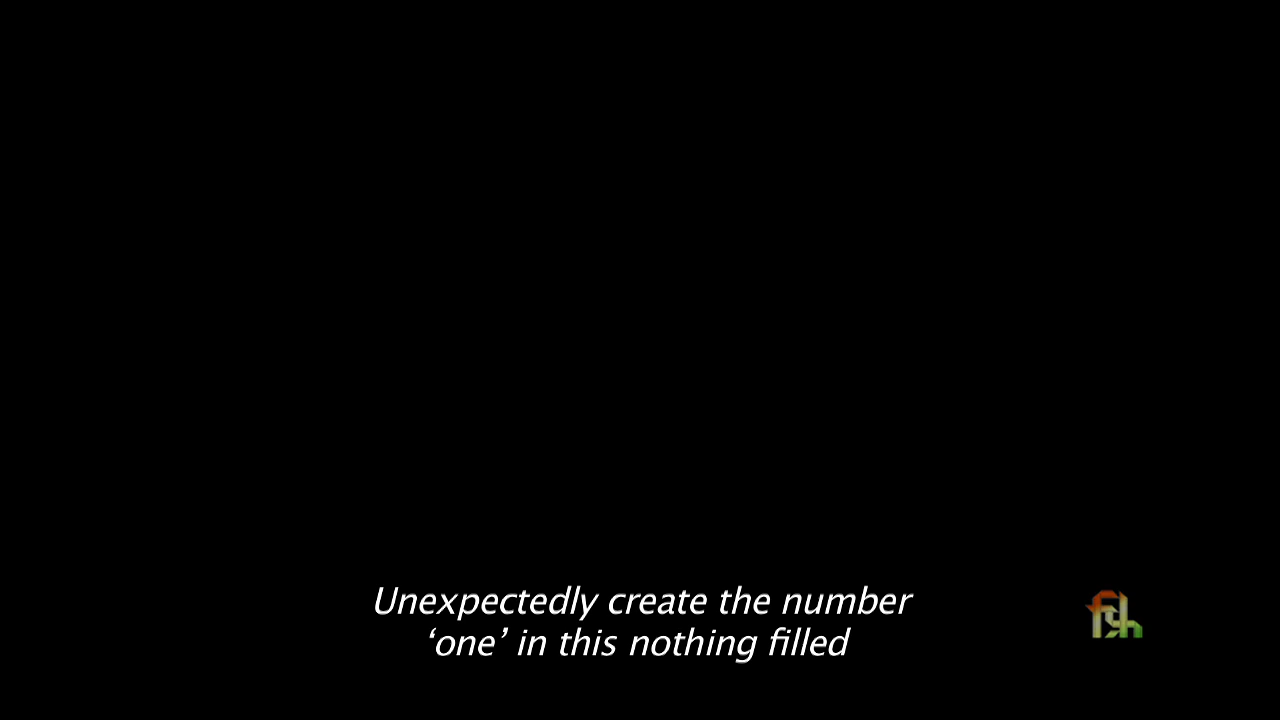 Unexpectedly create the number
‘one’ in this nothing filled